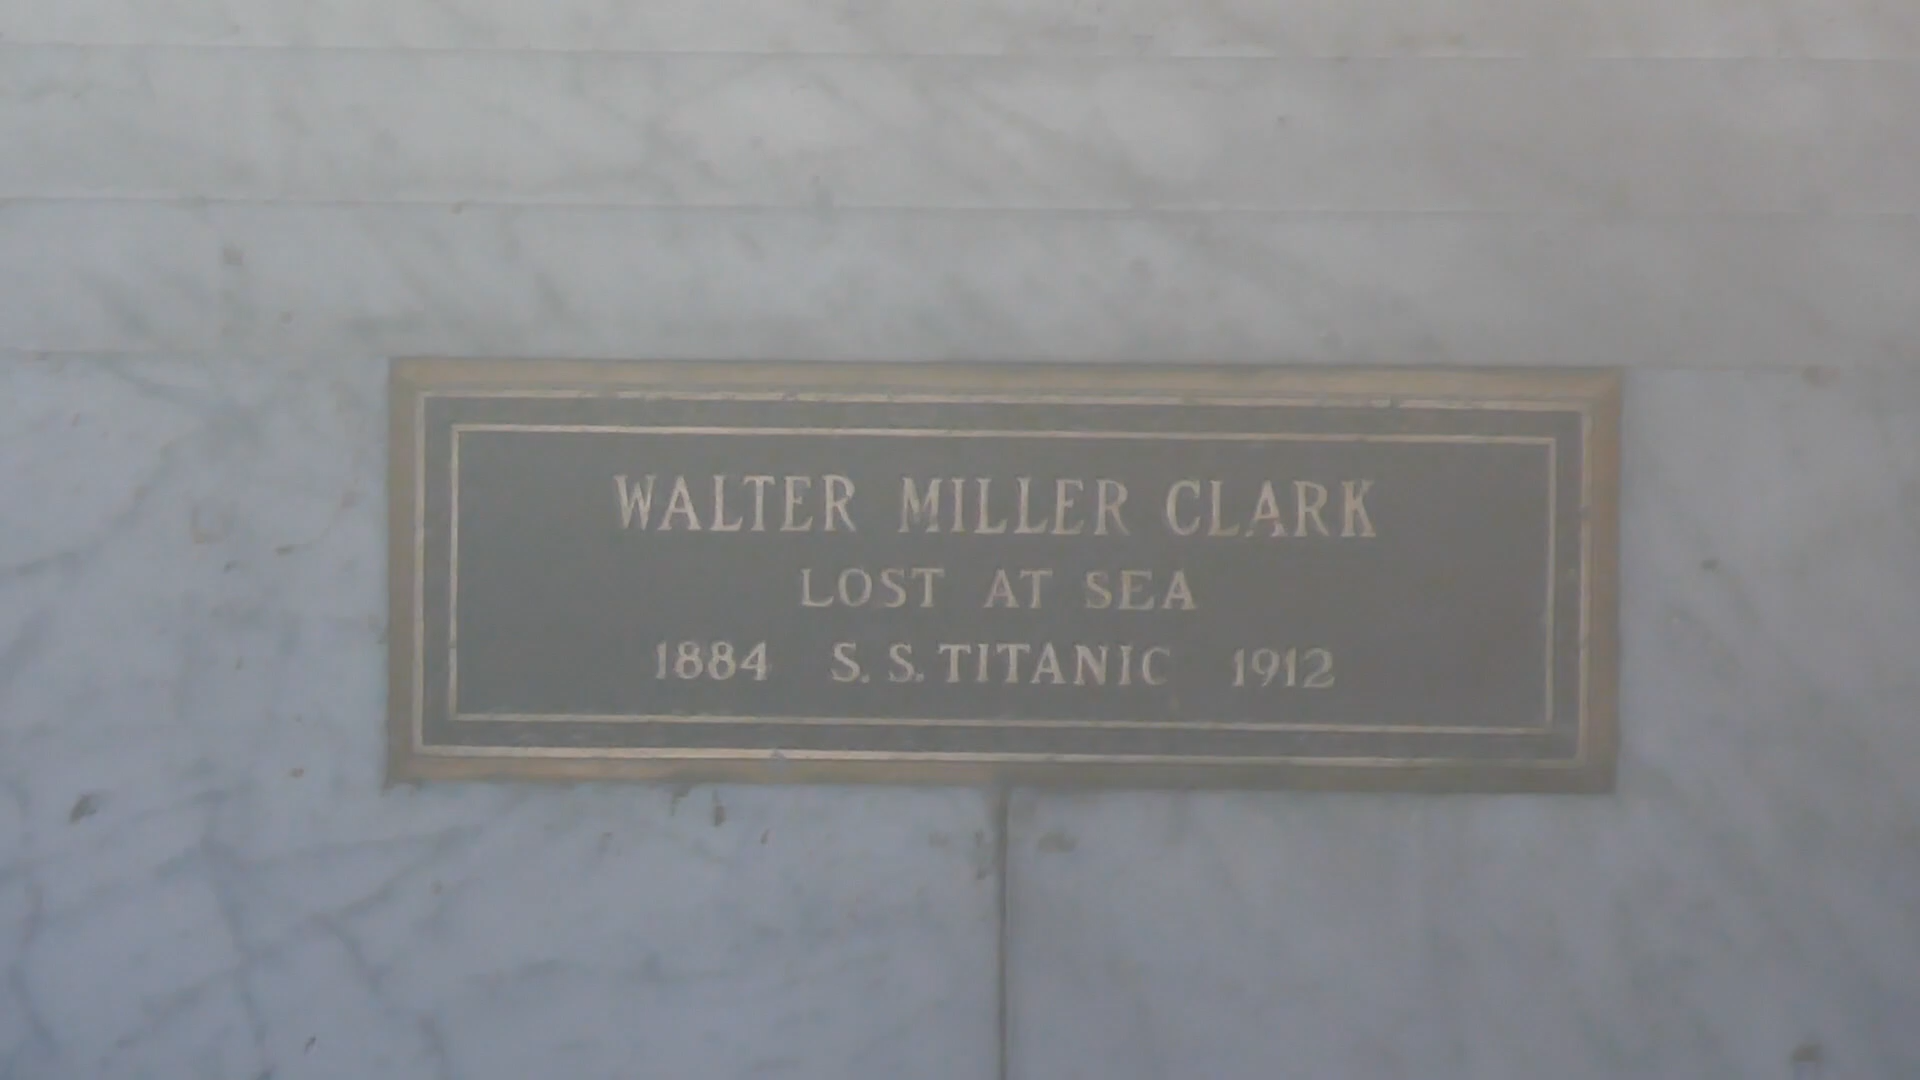 WALTER MILLER CLARK
LOST AT SEA
1884 S. S. TITANIC 1912